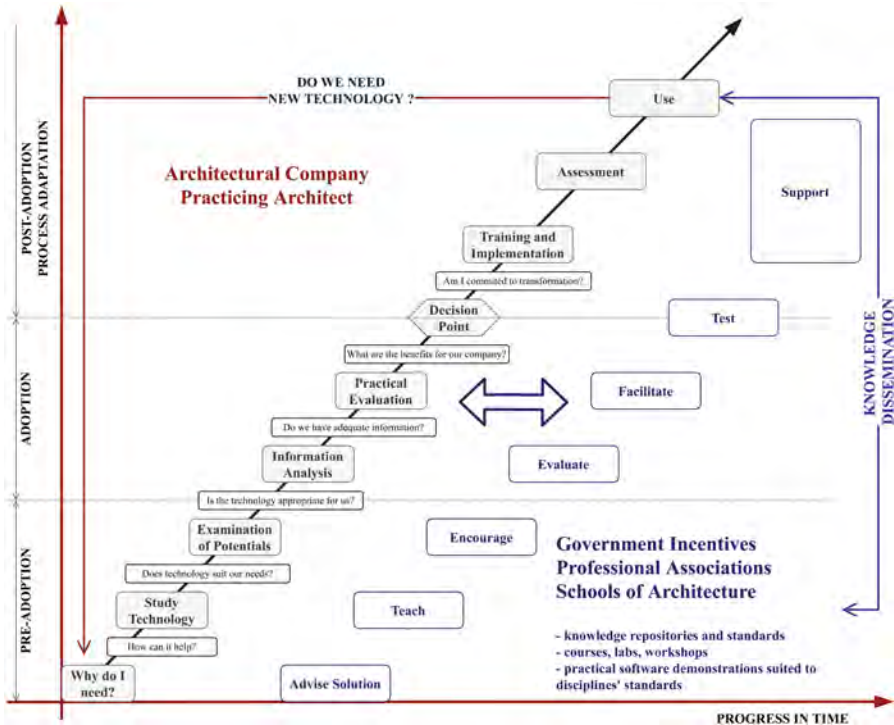 DO WE NEED
NEW TECHNOLOGY ?
Use
Architectural Company
Practicing Architect
Assessment
Support
Training and
Implementation
Am I commited to transformation?
Decision
Point
Test
What are the benefits for our company?
Practical
Evaluation
Facilitate
Do we have adequate information?
Information
Analysis
Evaluate
Is the technology appropriate for us?
Examination
of Potentials
Encourage
Does technology suit our needs?
Study
Technology
Teach
How can it help?
Why do I
need?
Advise Solution
Government Incentives
Professional Associations
Schools of Architecture
- knowledge repositories and standards
- courses, labs, workshops
- practical software demonstrations suited to
disciplines' standards
POST-ADOPTION
PROCESS ADAPTATION
ADOPTION
PRE-ADOPTION
KNOWLEDGE
DISSEMINATION
PROGRESS IN TIME